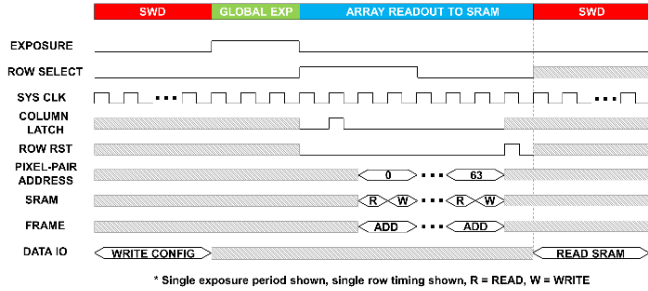 SWD GLOBAL EXP ARRAY READOUT TO SRAM SWD
EXPOSURE
ROW SELECT
SYS CLK
COLUMN
LATCH
ROW RST
PIXEL-PAIR
ADDRESS
0 63
SRAM
R W R W
FRAME
ADD ADD
DATA IO
WRITE CONFIG READ SRAM
* Single exposure period shown, single row timing shown, R = READ, W = WRITE